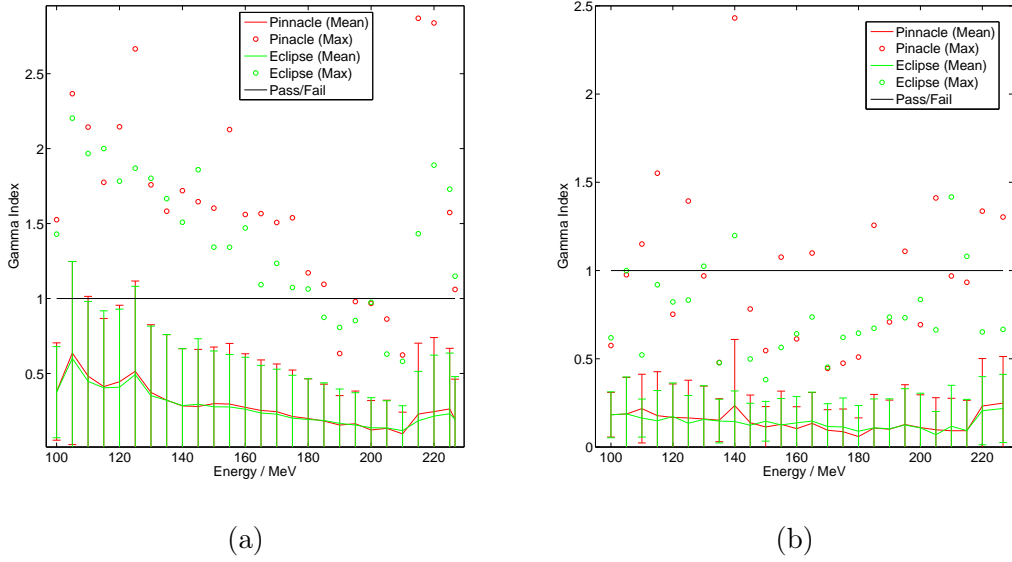 Pinnacle (Mean)
Pinacle (Max)
Eclipse (Mean)
Eclipse (Max)
Pass/Fail
2.5
2
1.5
1
0.5
Gamma Index
100 120 140 160 180 200 220
Energy / MeV
(a)
Pinnacle (Mean)
Pinacle (Max)
Eclipse (Mean)
Eclipse (Max)
Pass/Fail
2.5
2
1.5
1
0.5
0
Gamma Index
100 120 140 160 180 200 220
Energy / MeV
(b)